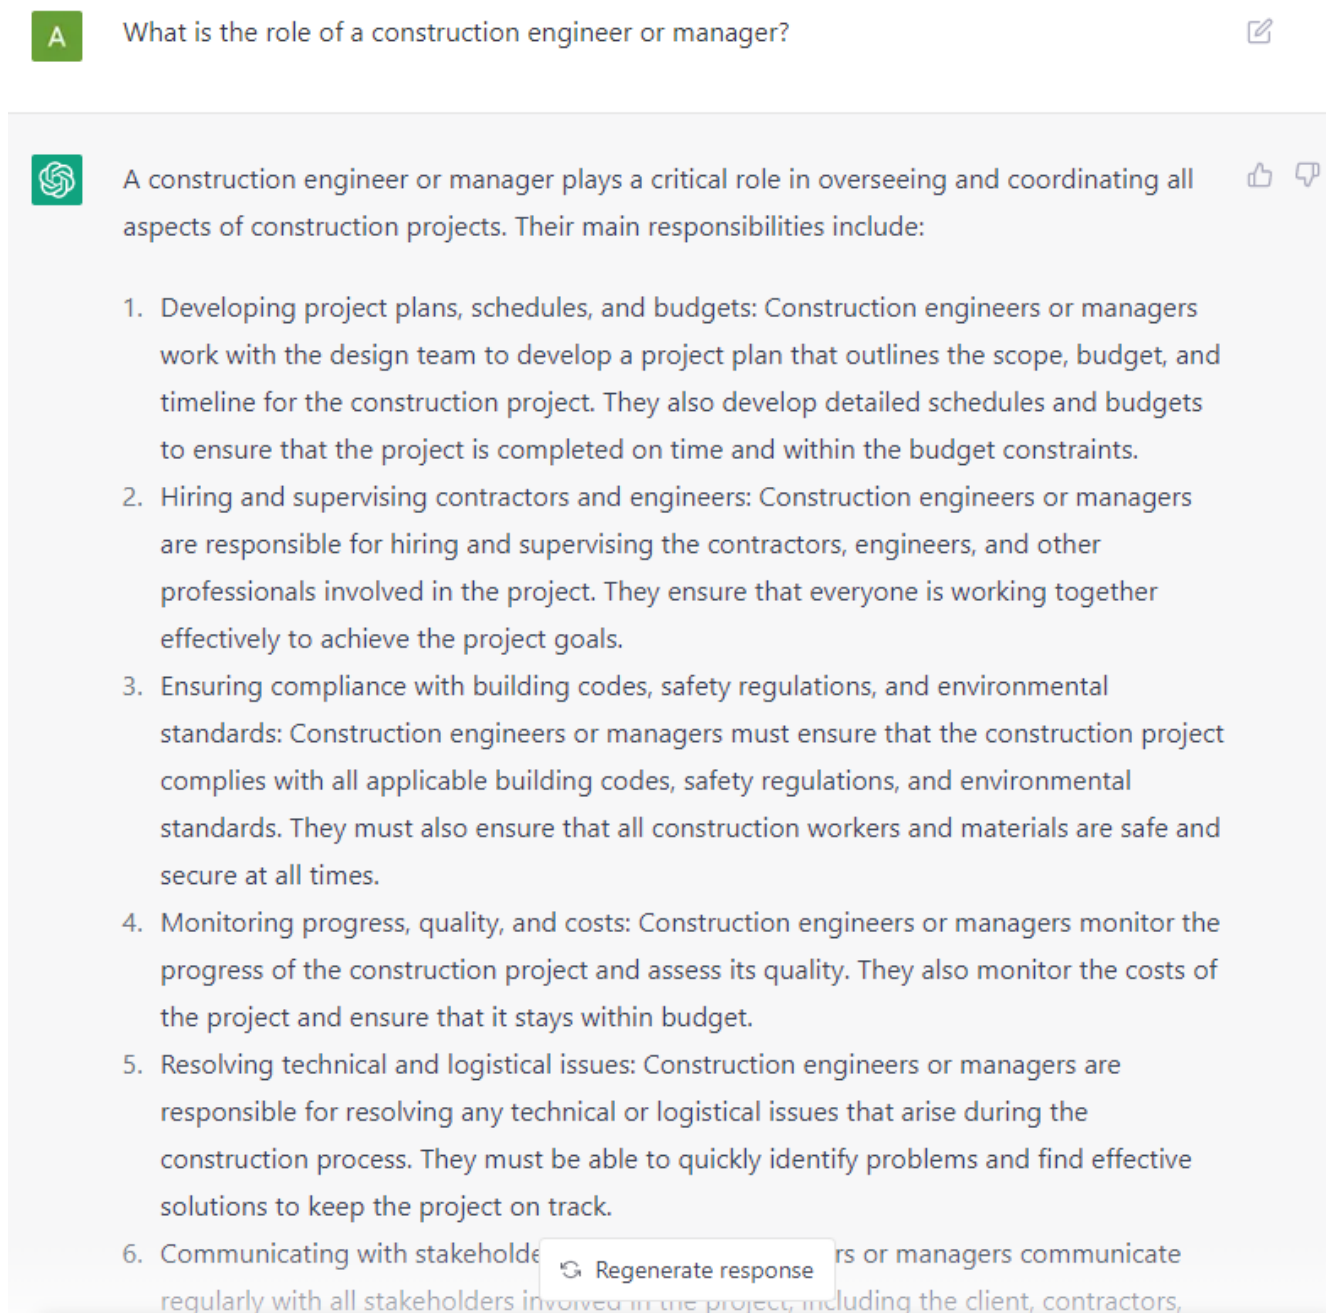 A
What is the role of a construction engineer or manager?
A construction engineer or manager plays a critical role in overseeing and coordinating all
aspects of construction projects. Their main responsibilities include:
1. Developing project plans, schedules, and budgets: Construction engineers or managers
work with the design team to develop a project plan that outlines the scope, budget, and
timeline for the construction project. They also develop detailed schedules and budgets
to ensure that the project is completed on time and within the budget constraints.
2. Hiring and supervising contractors and engineers: Construction engineers or managers
are responsible for hiring and supervising the contractors, engineers, and other
professionals involved in the project. They ensure that everyone is working together
effectively to achieve the project goals.
3. Ensuring compliance with building codes, safety regulations, and environmental
standards: Construction engineers or managers must ensure that the construction project
complies with all applicable building codes, safety regulations, and environmental
standards. They must also ensure that all construction workers and materials are safe and
secure at all times.
4. Monitoring progress, quality, and costs: Construction engineers or managers monitor the
progress of the construction project and assess its quality. They also monitor the costs of
the project and ensure that it stays within budget.
5. Resolving technical and logistical issues: Construction engineers or managers are
responsible for resolving any technical or logistical issues that arise during the
construction process. They must be able to quickly identify problems and find effective
solutions to keep the project on track.
6. Communicating with stakeholde rs or managers communicate
Regenerate response
regularly with all stakeholders involved in the project, including the client, contractors,